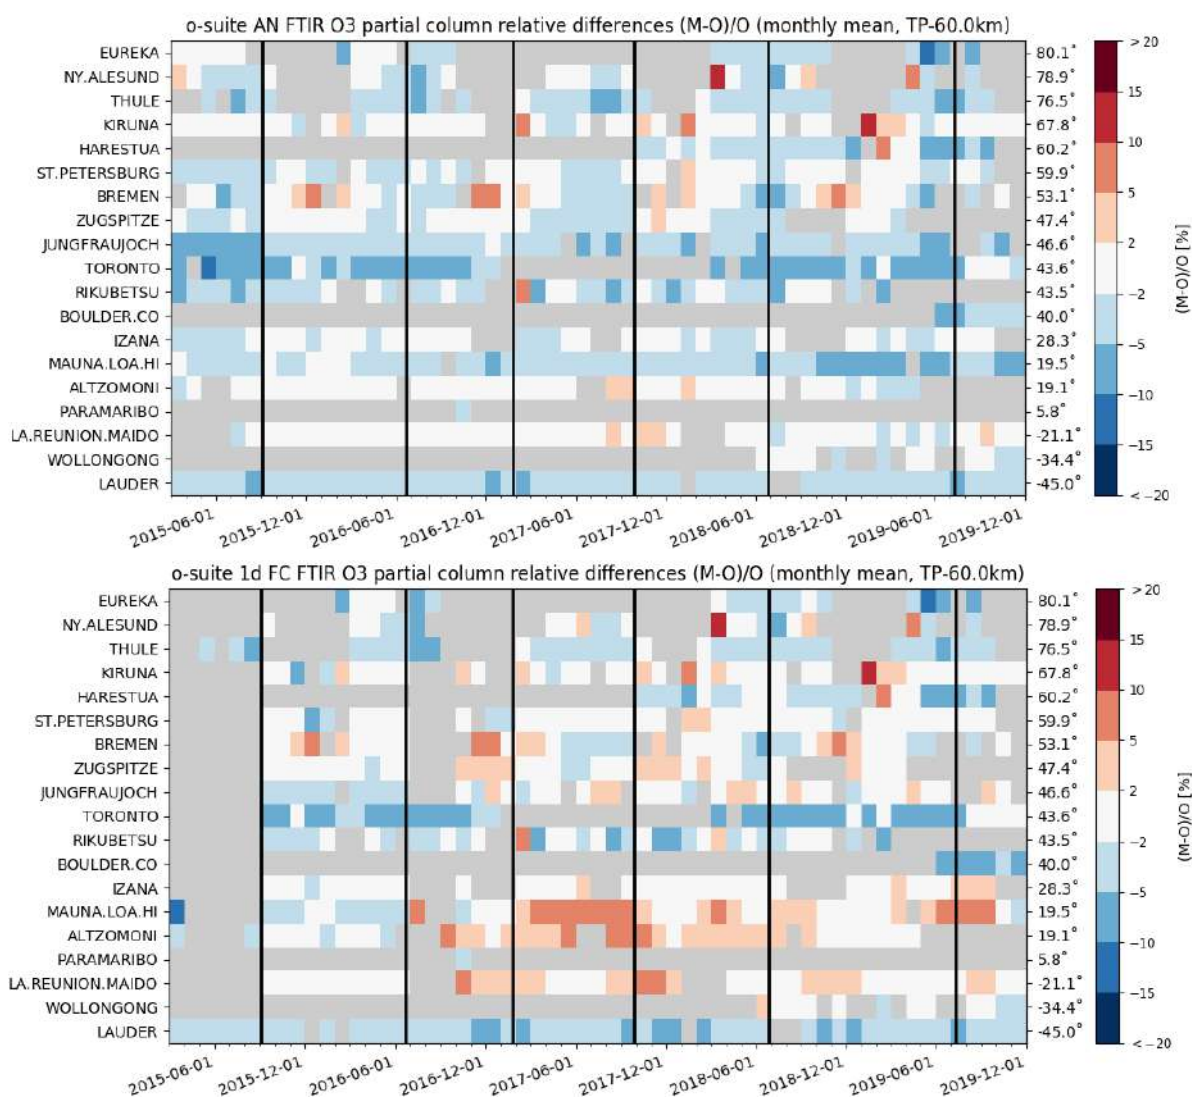 o-suite AN FTIR O3 partial column relative differences (M-O)/O (monthly mean, TP-60.0km)
EUREKA 80.1° > 20
NY.ALESUND 78.9°
THULE 76.5° 15
KIRUNA 67.8°
HARESTUA 60.2° 10
ST.PETERSBURG 59.9°
BREMEN 53.1° 5
ZUGSPITZE 47.4°
JUNGFRAUJOCH 46.6° 2
TORONTO 43.6°
RIKUBETSU 43.5° −2
BOULDER.CO 40.0°
IZANA 28.3° −5
MAUNA.LOA.HI 19.5°
ALTZOMONI 19.1° −10
PARAMARIBO 5.8°
LA.REUNION.MAIDO -21.1° −15
WOLLONGONG -34.4°
LAUDER -45.0° < −20
(M-O)/O [%]
2015-06-01 2015-12-01 2016-06-01 2016-12-01 2017-06-01 2017-12-01 2018-06-01 2018-12-01 2019-06-01 2019-12-01
o-suite 1d FC FTIR O3 partial column relative differences (M-O)/O (monthly mean, TP-60.0km)
EUREKA 80.1° > 20
NY.ALESUND 78.9°
THULE 76.5° 15
KIRUNA 67.8°
HARESTUA 60.2° 10
ST.PETERSBURG 59.9°
BREMEN 53.1° 5
ZUGSPITZE 47.4°
JUNGFRAUJOCH 46.6° 2
TORONTO 43.6°
RIKUBETSU 43.5° −2
BOULDER.CO 40.0°
IZANA 28.3° −5
MAUNA.LOA.HI 19.5°
ALTZOMONI 19.1° −10
PARAMARIBO 5.8°
LA.REUNION.MAIDO -21.1° −15
WOLLONGONG -34.4°
LAUDER -45.0° < −20
(M-O)/O [%]
2015-06-01 2015-12-01 2016-06-01 2016-12-01 2017-06-01 2017-12-01 2018-06-01 2018-12-01 2019-06-01 2019-12-01